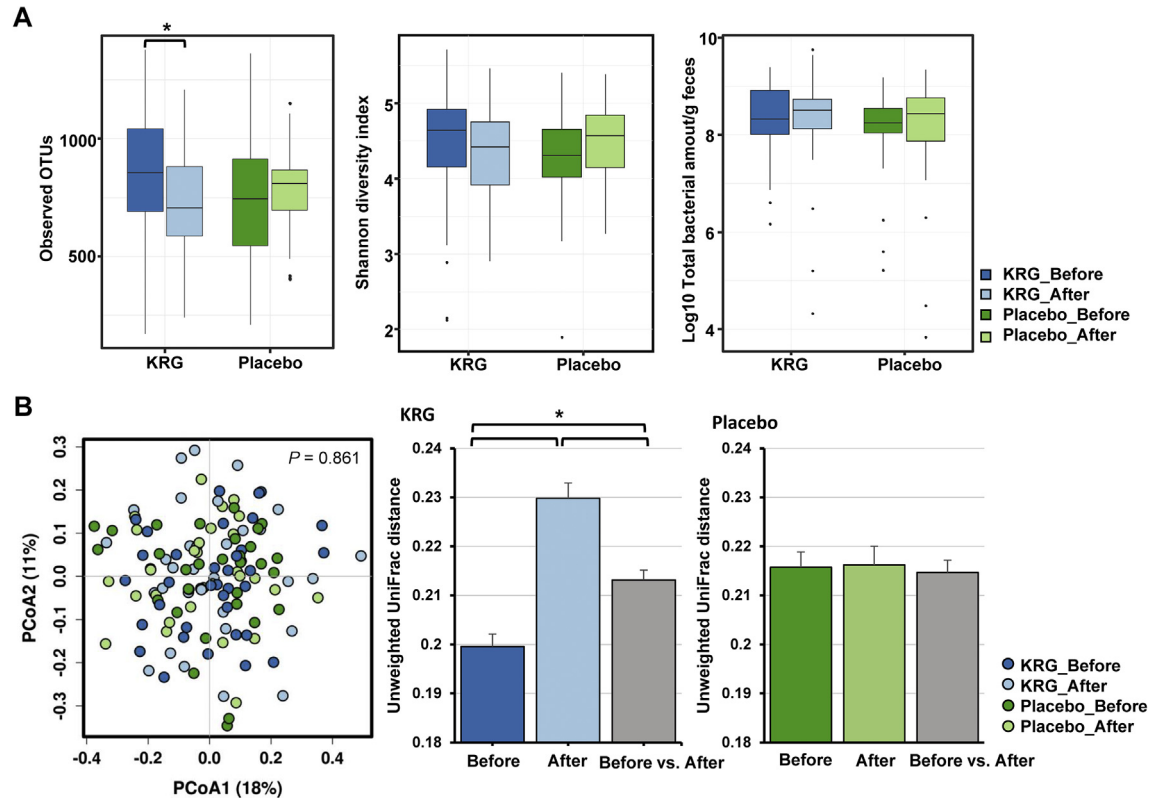 A
*
Observed OTUs
1000
500
KRG
Placebo
Shannon diversity index
5
4
3
2
KRG
Placebo
Log10 Total bacterial amout/g feces
10
8
6
4
KRG
Placebo
KRG_Before
KRG_After
Placebo_Before
Placebo_After
B
P = 0.861
PCoA2 (11%)
0.3
0.2
0.1
0.0
-0.1
-0.2
-0.3
-0.4
-0.2
0.0
0.2
0.4
PCoA1 (18%)
KRG
*
Unweighted UniFrac distance
0.24
0.23
0.22
0.21
0.2
0.19
0.18
Before
After
Before vs. After
Placebo
Unweighted UniFrac distance
0.24
0.23
0.22
0.21
0.2
0.19
0.18
Before
After
Before vs. After
KRG_Before
KRG_After
Placebo_Before
Placebo_After